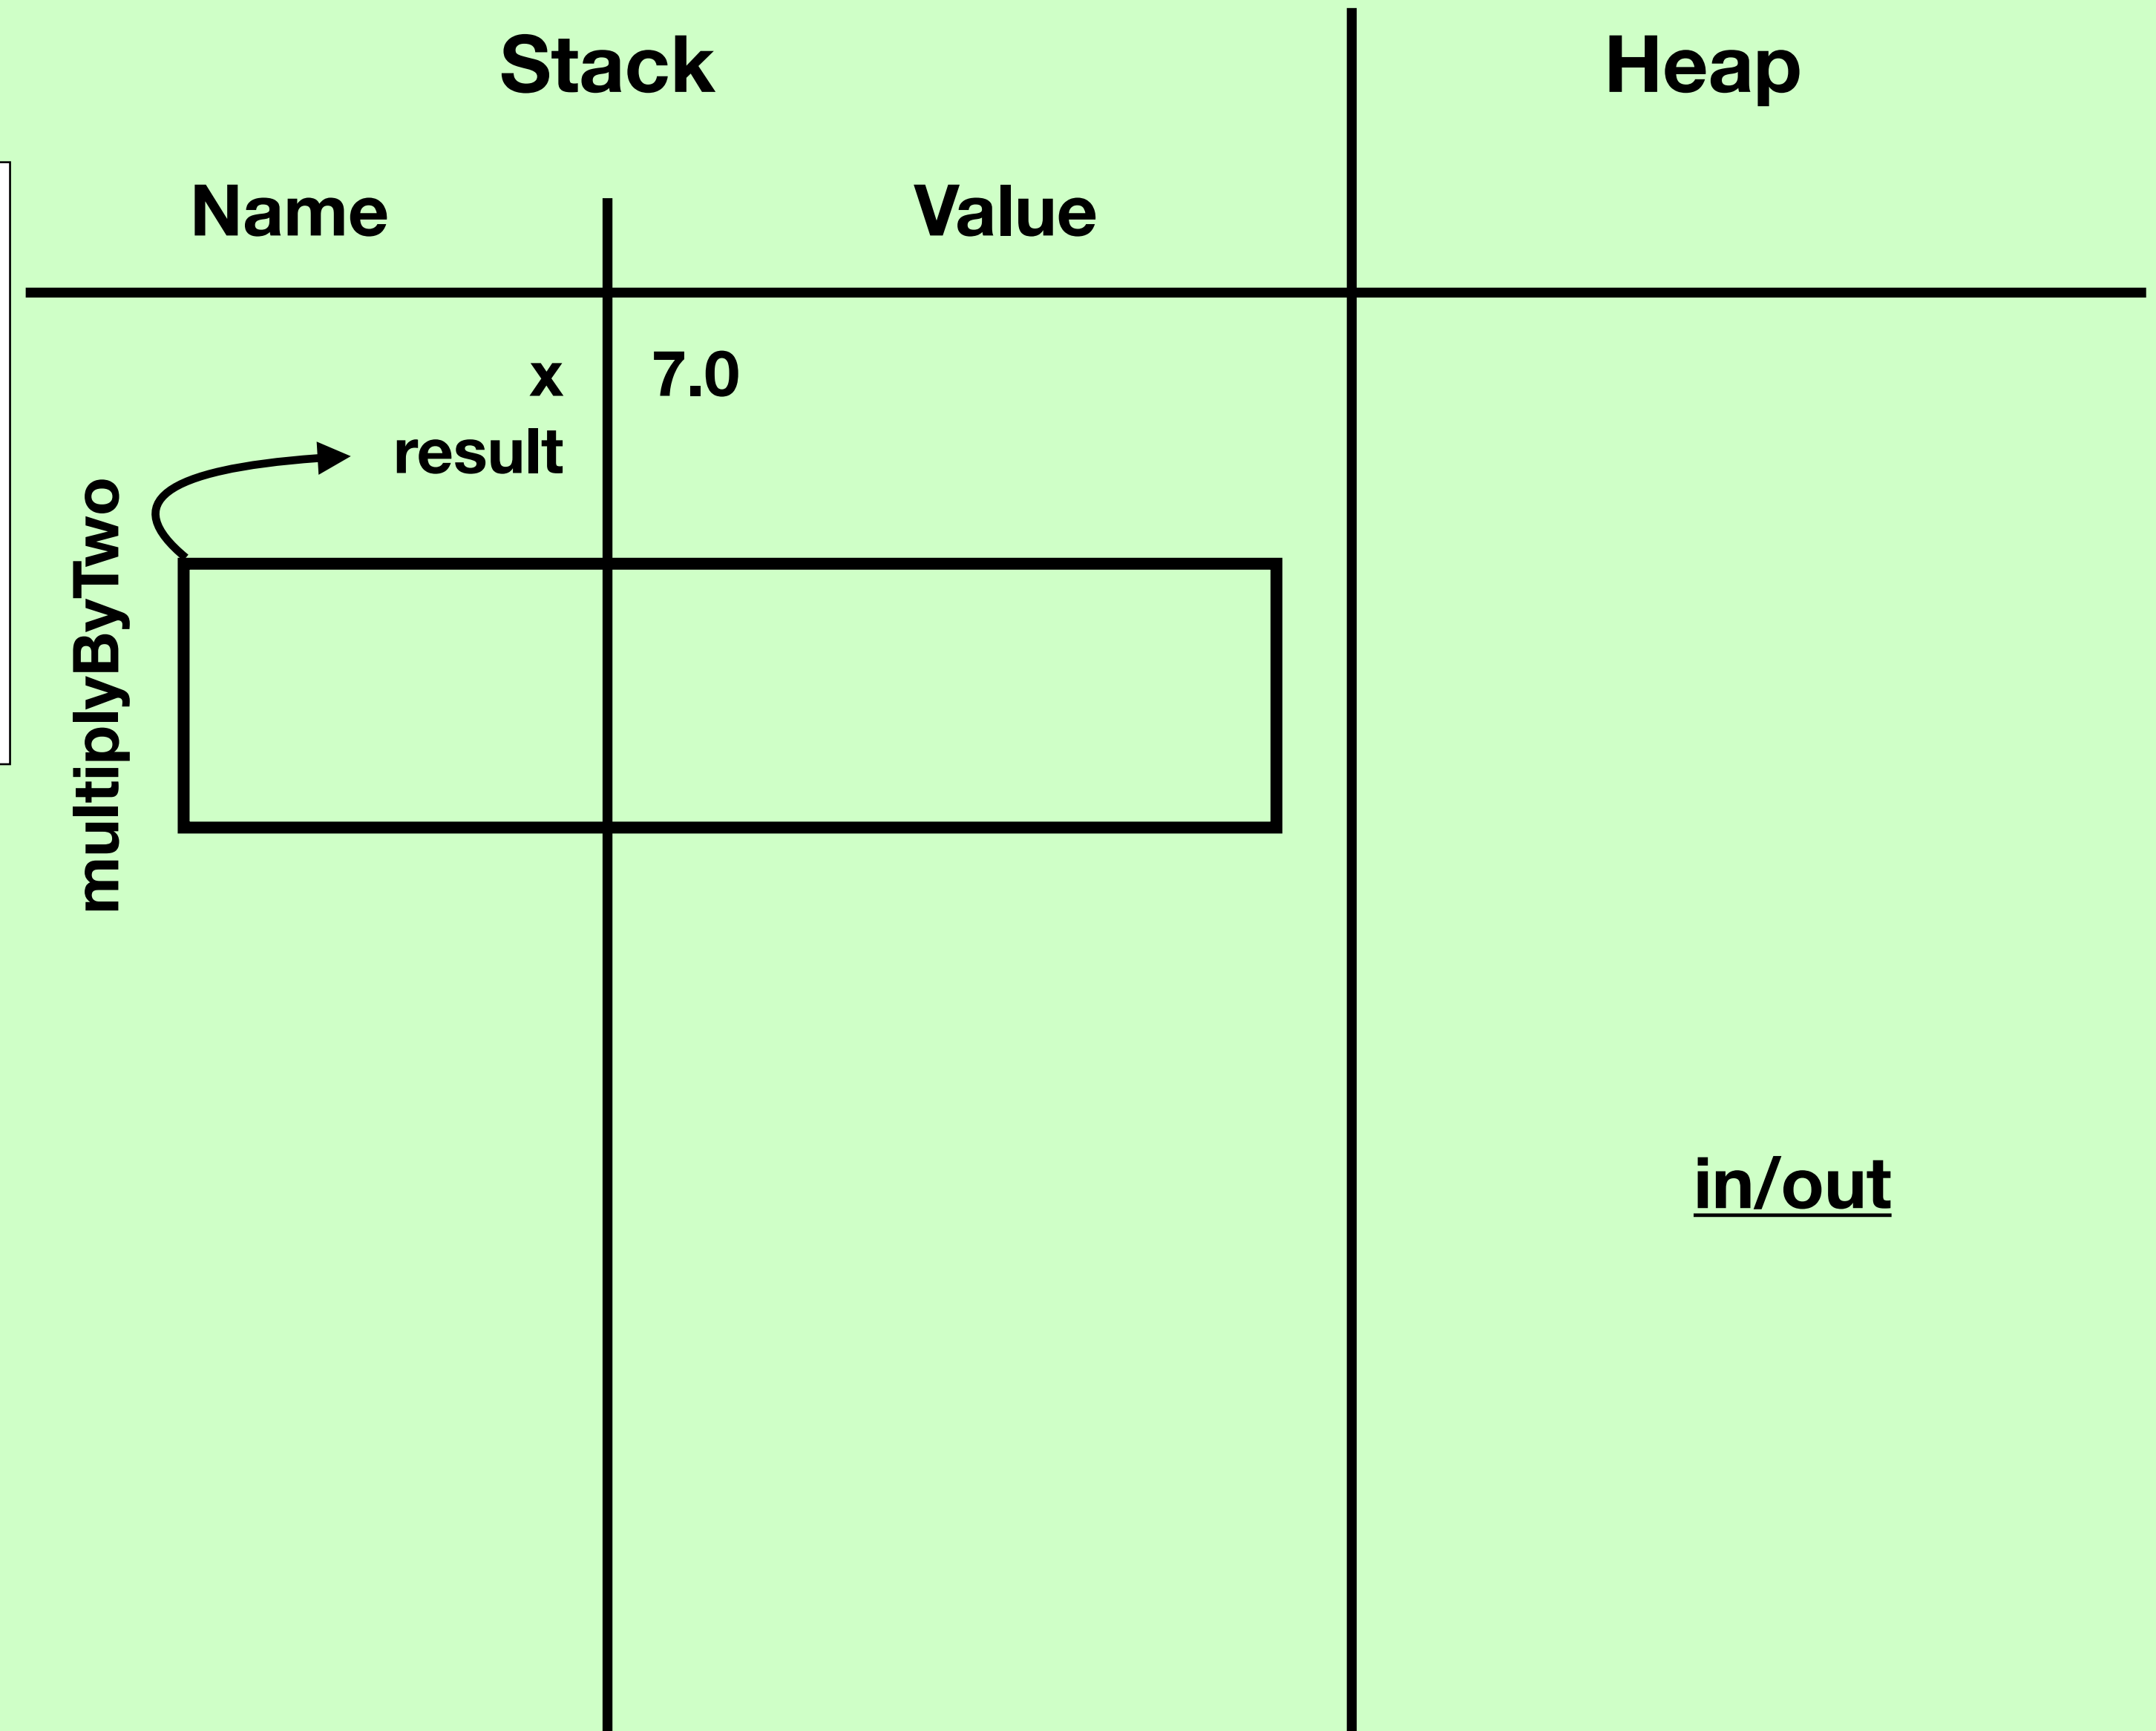 Stack
Heap
Name
Value
x 7.0
result
multiplyByTwo
in/out